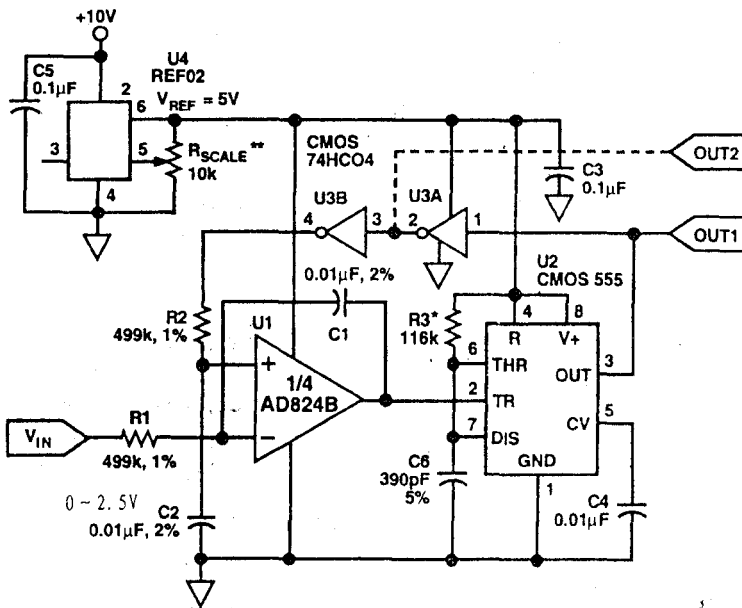 +10V
C5
0.1μF
U4
REF02
2
6
VREF = 5V
3
5
RSCALE**
10k
4
CMOS
74HC04
U3B
4
3
U3A
2
1
C3
0.1μF
OUT2
OUT1
0.01μF, 2%
C1
R2
499k, 1%
U1
+
1/4
AD824B
−
R3*
116k
U2
CMOS 555
4
8
R
V+
6
THR
OUT
3
2
TR
7
DIS
CV
5
GND
1
VIN
R1
499k, 1%
0 ~ 2.5V
C2
0.01μF, 2%
C6
390pF
5%
C4
0.01μF